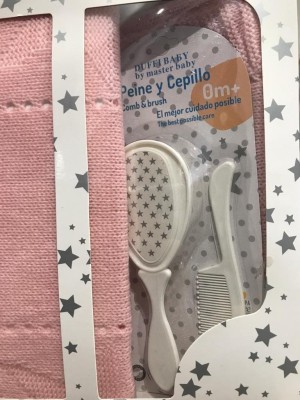 DUFFI BABY
by master baby
Peine y Cepillo
Comb & brush
0m+
El mejor cuidado posible
The best possible care